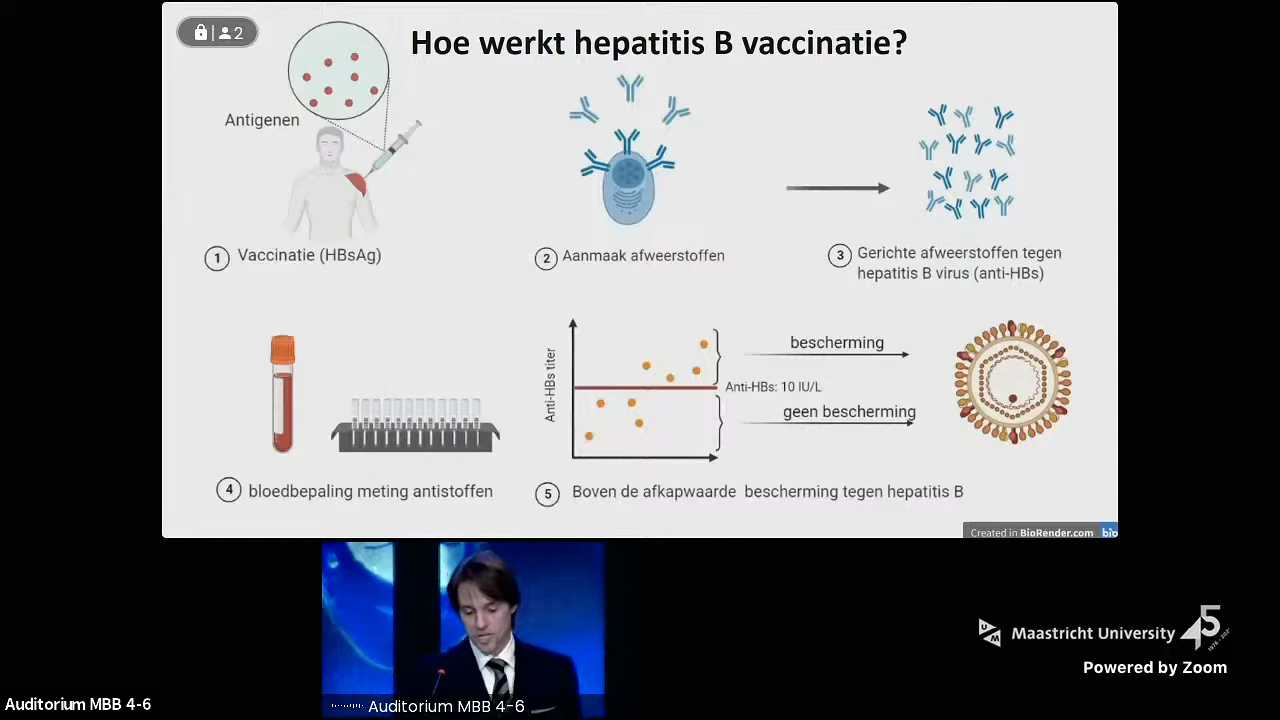 2
Hoe werkt hepatitis B vaccinatie?
Antigenen
1 Vaccinatie (HBsAg)
2 Aanmaak afweerstoffen
3 Gerichte afweerstoffen tegen
hepatitis B virus (anti-HBs)
Anti-HBs titer
bescherming
Anti-HBs: 10 IU/L
geen bescherming
4 bloedbepaling meting antistoffen
5 Boven de afkapwaarde bescherming tegen hepatitis B
Created in BioRender.com bio
Maastricht University
45
Powered by Zoom
Auditorium MBB 4-6
Auditorium MBB 4-6